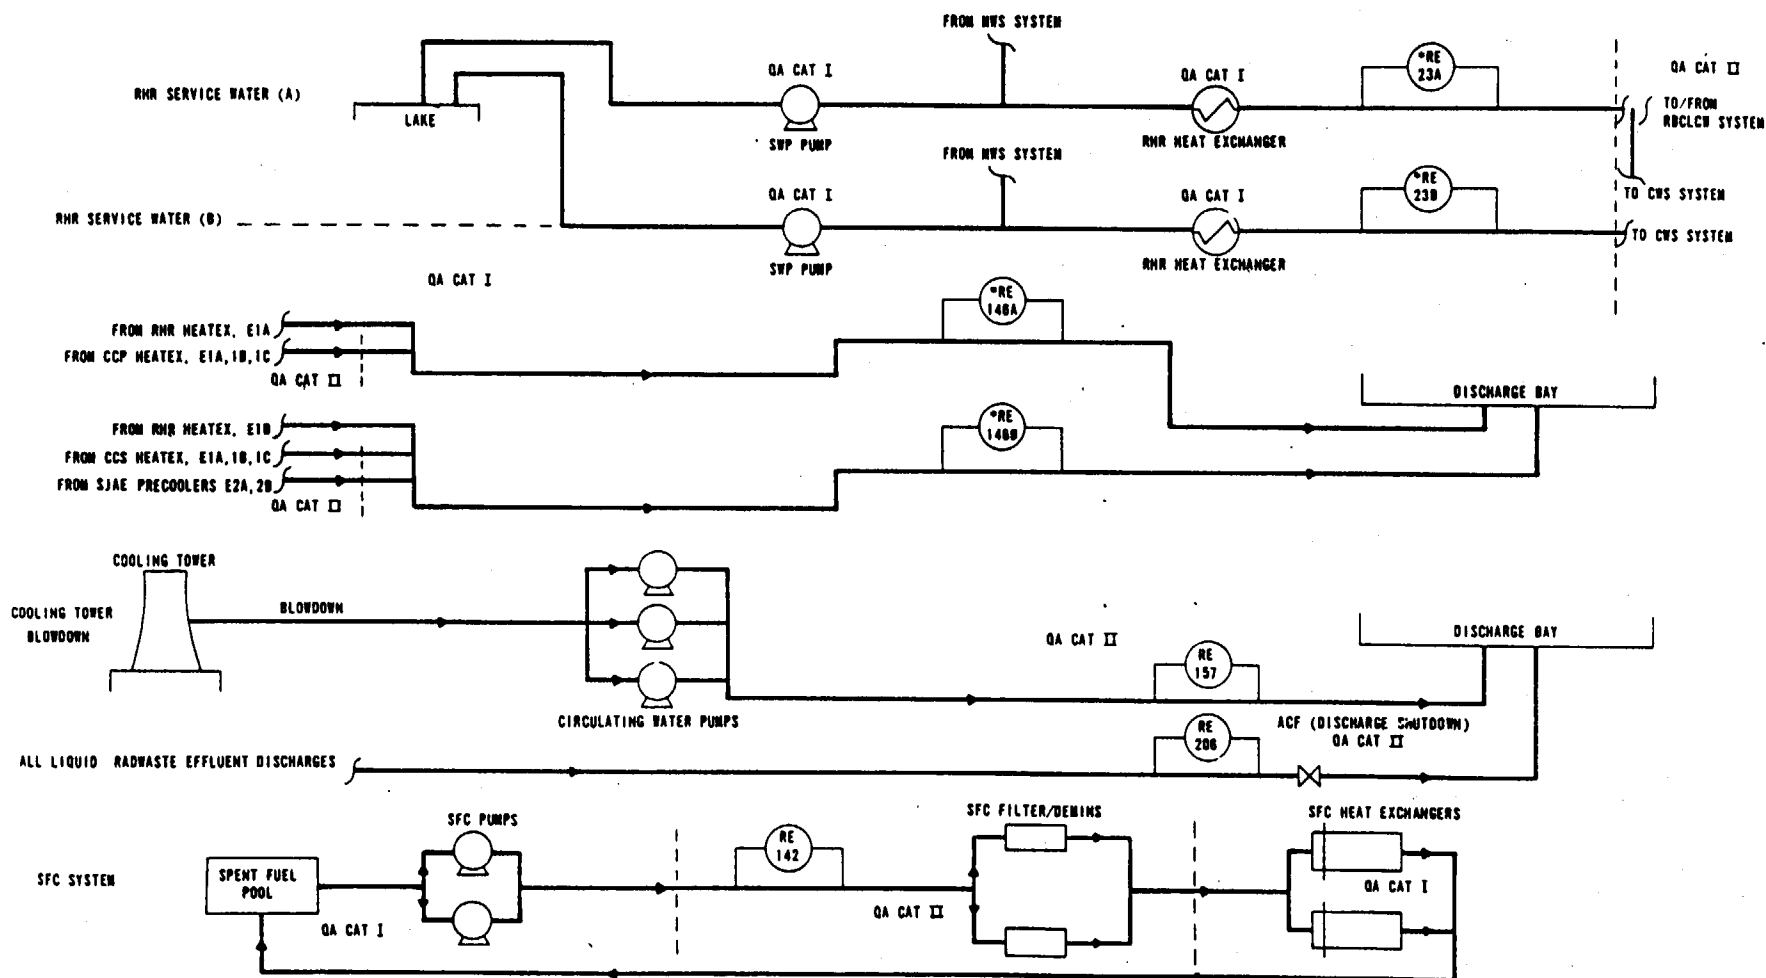 FROM MWS SYSTEM
RHR SERVICE WATER (A)
LAKE
QA CAT I
SWP PUMP
QA CAT I
RHR HEAT EXCHANGER
*RE
23A
QA CAT II
TO/FROM
RBCLCW SYSTEM
FROM MWS SYSTEM
TO CWS SYSTEM
RHR SERVICE WATER (B)
QA CAT I
SWP PUMP
QA CAT I
RHR HEAT EXCHANGER
*RE
23B
TO CWS SYSTEM
QA CAT I
FROM RHR HEATEX, E1A
FROM CCP HEATEX, E1A,1B,1C
QA CAT II
*RE
146A
DISCHARGE BAY
FROM RHR HEATEX, E1B
FROM CCS HEATEX, E1A,1B,1C
FROM SJAE PRECOOLERS E2A,2B
QA CAT II
*RE
146B
COOLING TOWER
COOLING TOWER
BLOWDOWN
BLOWDOWN
CIRCULATING WATER PUMPS
QA CAT II
RE
157
DISCHARGE BAY
ACF (DISCHARGE SHUTDOWN)
QA CAT II
ALL LIQUID RADWASTE EFFLUENT DISCHARGES
RE
206
SFC SYSTEM
SPENT FUEL
POOL
QA CAT I
SFC PUMPS
RE
142
QA CAT II
SFC FILTER/DEMINS
SFC HEAT EXCHANGERS
QA CAT I